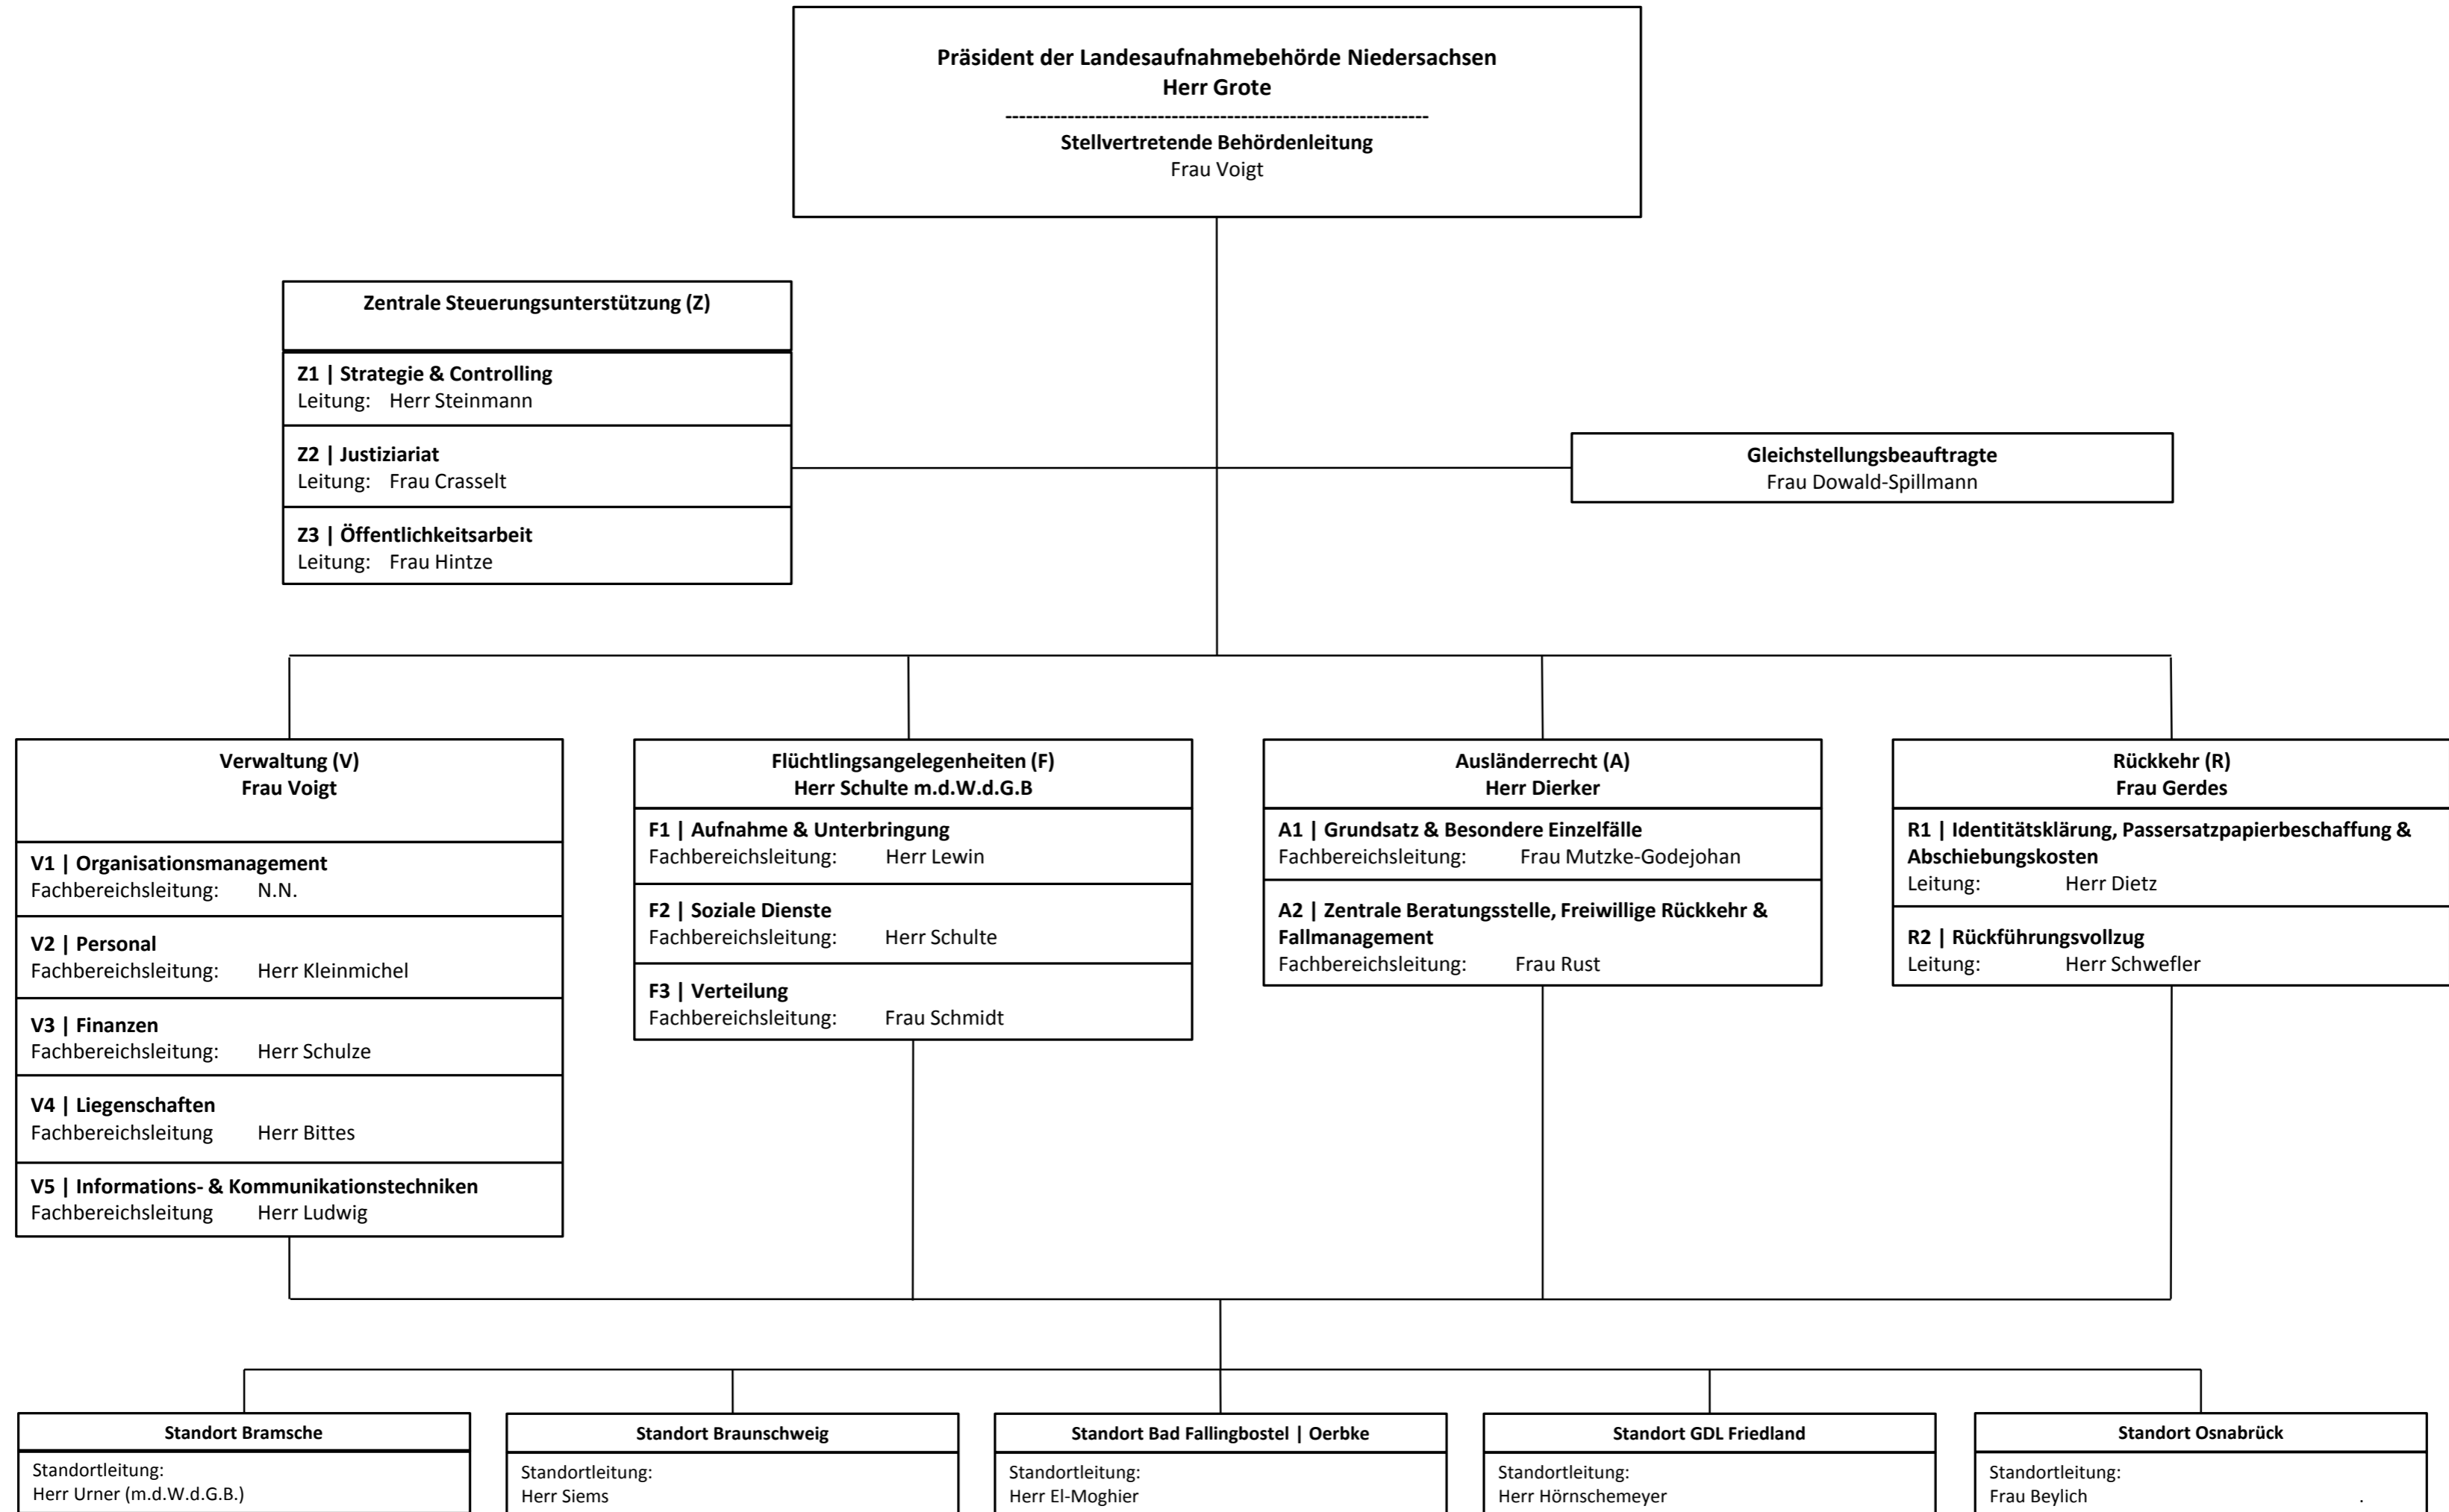 Präsident der Landesaufnahmebehörde Niedersachsen
Herr Grote
-------------------------------------------------------------
Stellvertretende Behördenleitung
Frau Voigt
Zentrale Steuerungsunterstützung (Z)
Z1 | Strategie & Controlling
Leitung: Herr Steinmann
Z2 | Justiziariat
Leitung: Frau Crasselt
Z3 | Öffentlichkeitsarbeit
Leitung: Frau Hintze
Gleichstellungsbeauftragte
Frau Dowald-Spillmann
Verwaltung (V)
Frau Voigt
V1 | Organisationsmanagement
Fachbereichsleitung: N.N.
V2 | Personal
Fachbereichsleitung: Herr Kleinmichel
V3 | Finanzen
Fachbereichsleitung: Herr Schulze
V4 | Liegenschaften
Fachbereichsleitung Herr Bittes
V5 | Informations- & Kommunikationstechniken
Fachbereichsleitung Herr Ludwig
Flüchtlingsangelegenheiten (F)
Herr Schulte m.d.W.d.G.B
F1 | Aufnahme & Unterbringung
Fachbereichsleitung: Herr Lewin
F2 | Soziale Dienste
Fachbereichsleitung: Herr Schulte
F3 | Verteilung
Fachbereichsleitung: Frau Schmidt
Ausländerrecht (A)
Herr Dierker
A1 | Grundsatz & Besondere Einzelfälle
Fachbereichsleitung: Frau Mutzke-Godejohan
A2 | Zentrale Beratungsstelle, Freiwillige Rückkehr &
Fallmanagement
Fachbereichsleitung: Frau Rust
Rückkehr (R)
Frau Gerdes
R1 | Identitätsklärung, Passersatzpapierbeschaffung &
Abschiebungskosten
Leitung: Herr Dietz
R2 | Rückführungsvollzug
Leitung: Herr Schwefler
Standort Bramsche
Standortleitung:
Herr Urner (m.d.W.d.G.B.)
Standort Braunschweig
Standortleitung:
Herr Siems
Standort Bad Fallingbostel | Oerbke
Standortleitung:
Herr El-Moghier
Standort GDL Friedland
Standortleitung:
Herr Hörnschemeyer
Standort Osnabrück
Standortleitung:
Frau Beylich .